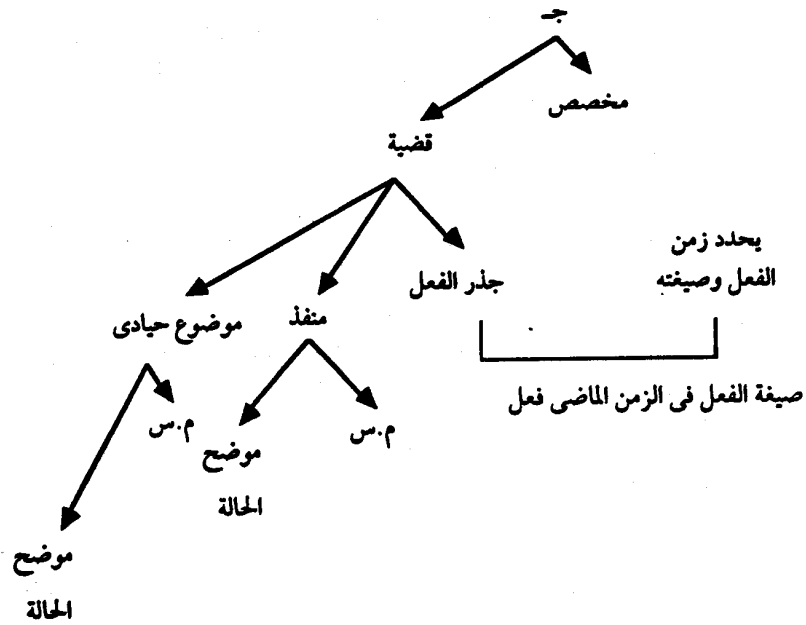 جـ
مخصص
قضية
يحدد زمن
الفعل وصيغته
جذر الفعل
منفذ
موضوع حيادى
صيغة الفعل فى الزمن الماضى فعل
م.س
موضح
الحالة
م.س
موضح
الحالة